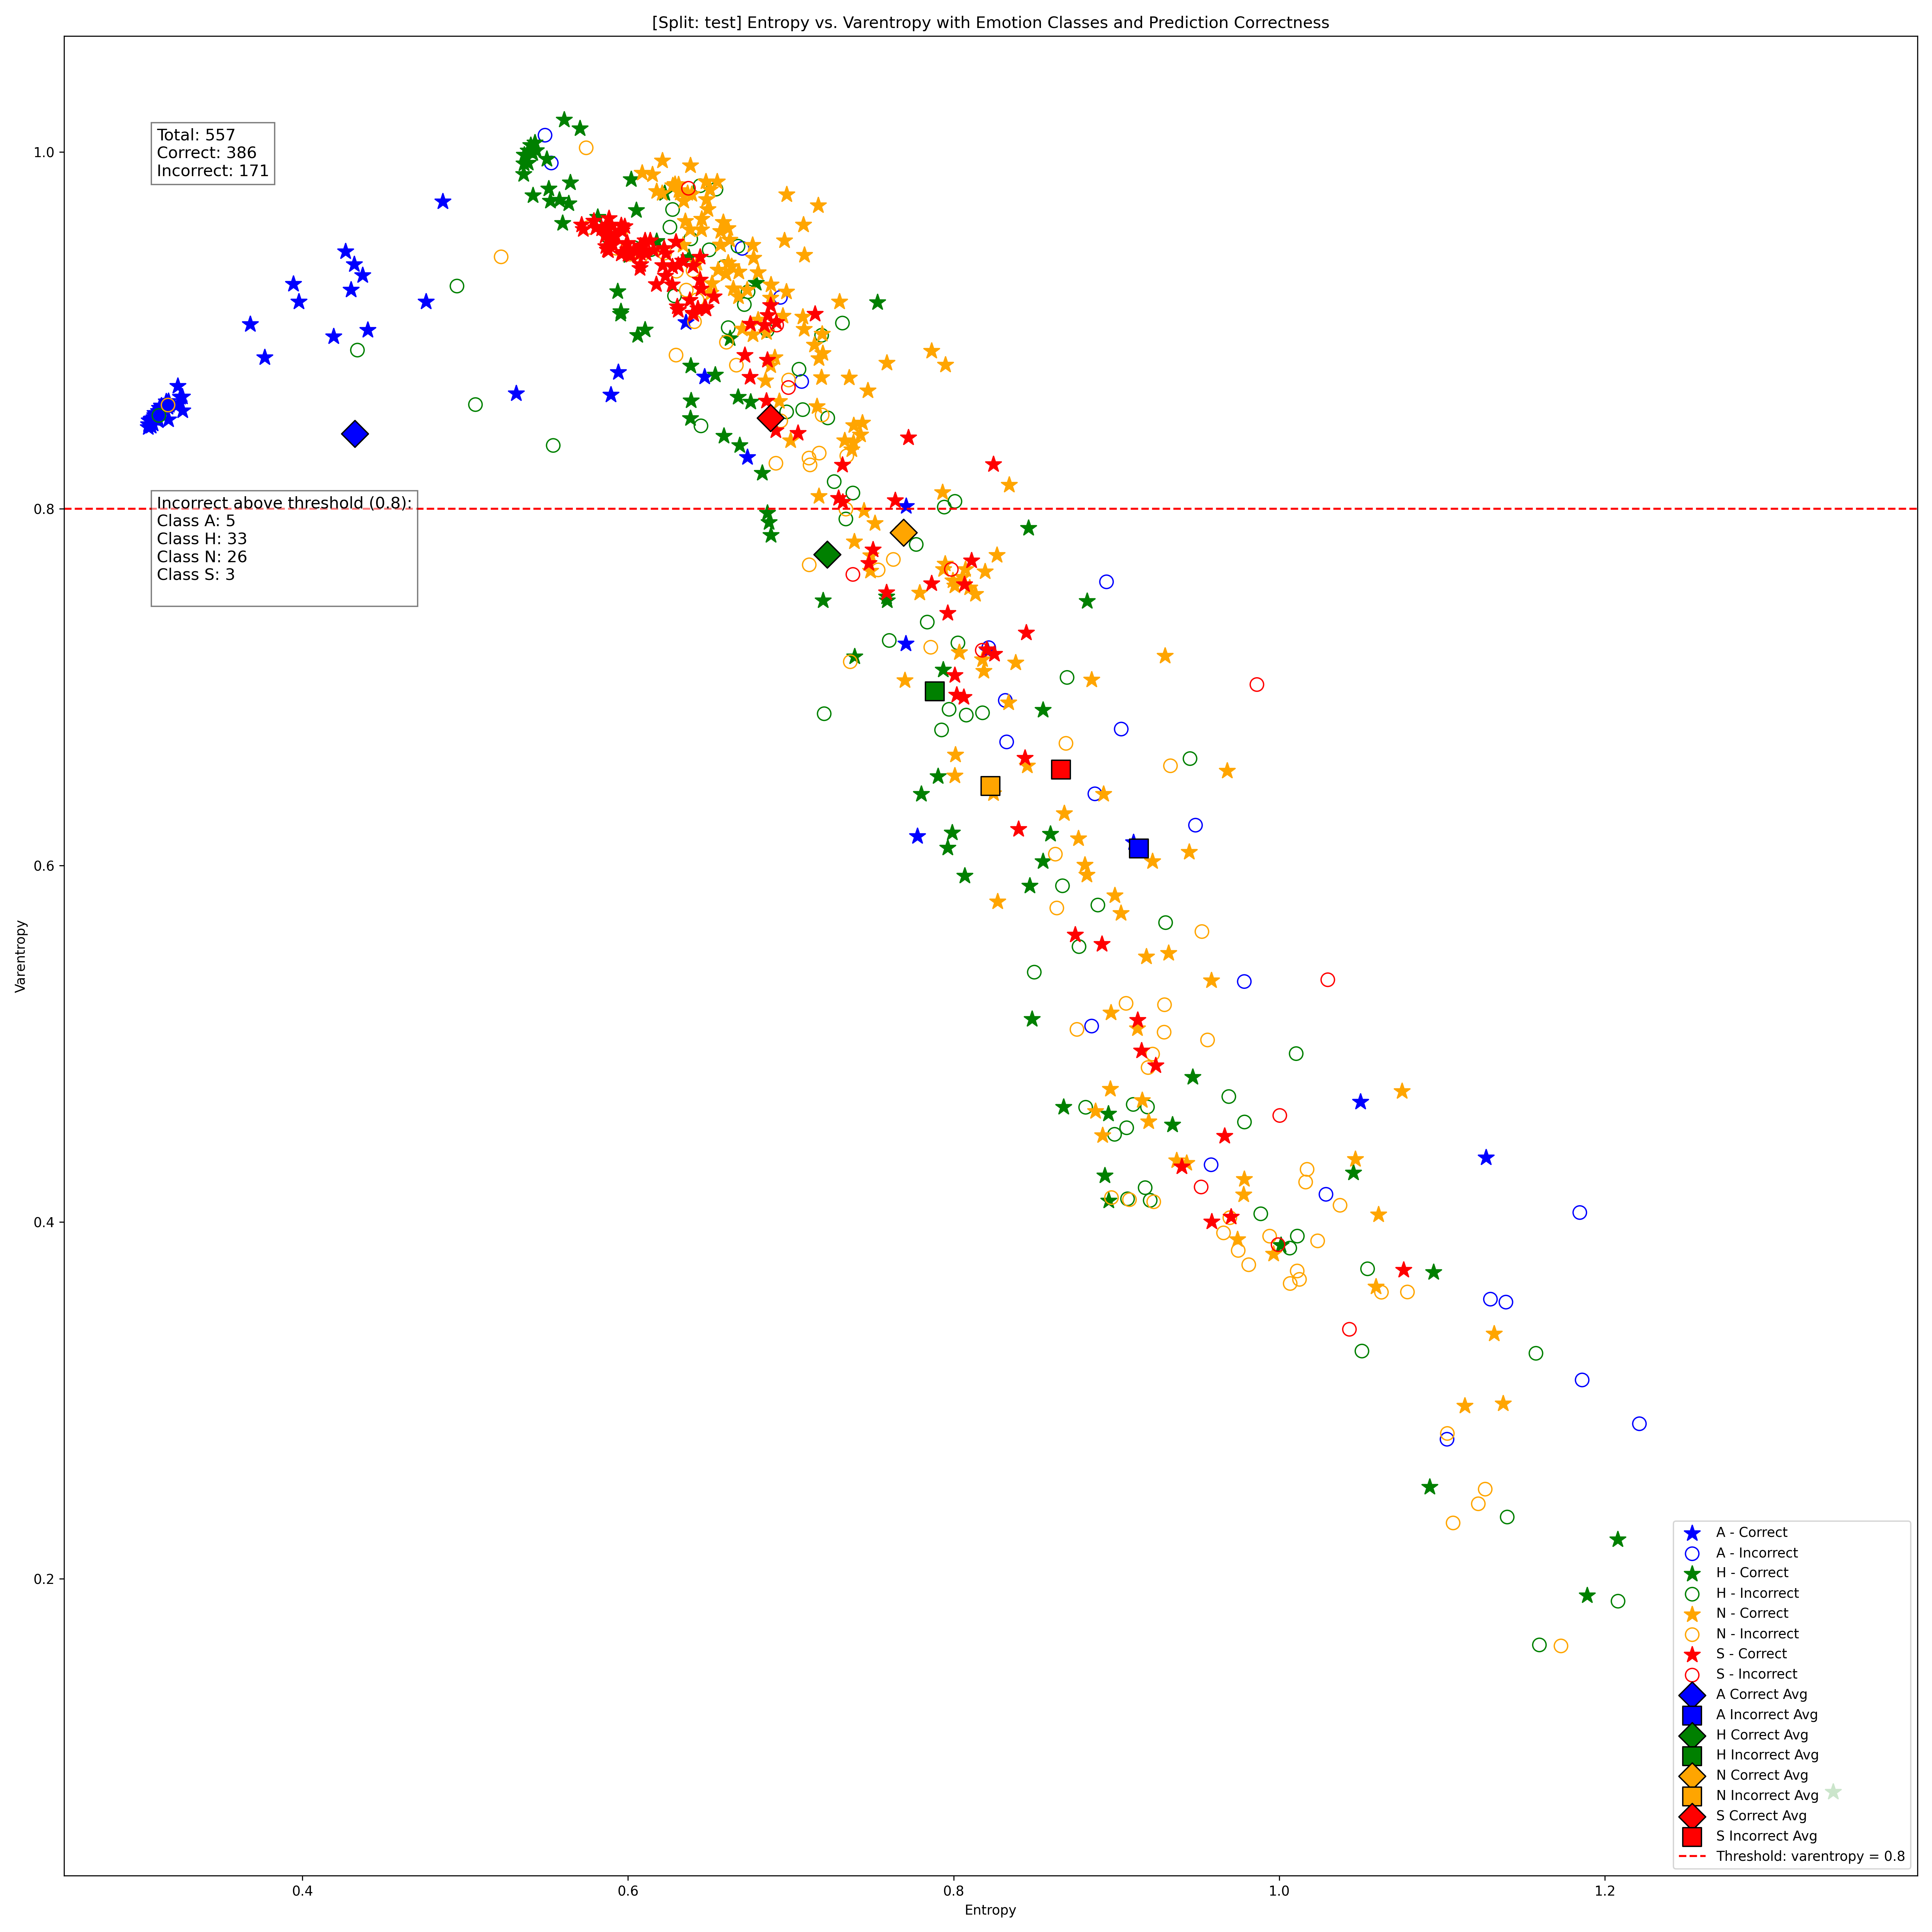 [Split: test] Entropy vs. Varentropy with Emotion Classes and Prediction Correctness
Total: 557
Correct: 386
Incorrect: 171
Incorrect above threshold (0.8):
Class A: 5
Class H: 33
Class N: 26
Class S: 3
Varentropy
1.0
0.8
0.6
0.4
0.2
0.4
0.6
0.8
1.0
1.2
Entropy
A - Correct
A - Incorrect
H - Correct
H - Incorrect
N - Correct
N - Incorrect
S - Correct
S - Incorrect
A Correct Avg
A Incorrect Avg
H Correct Avg
H Incorrect Avg
N Correct Avg
N Incorrect Avg
S Correct Avg
S Incorrect Avg
Threshold: varentropy = 0.8